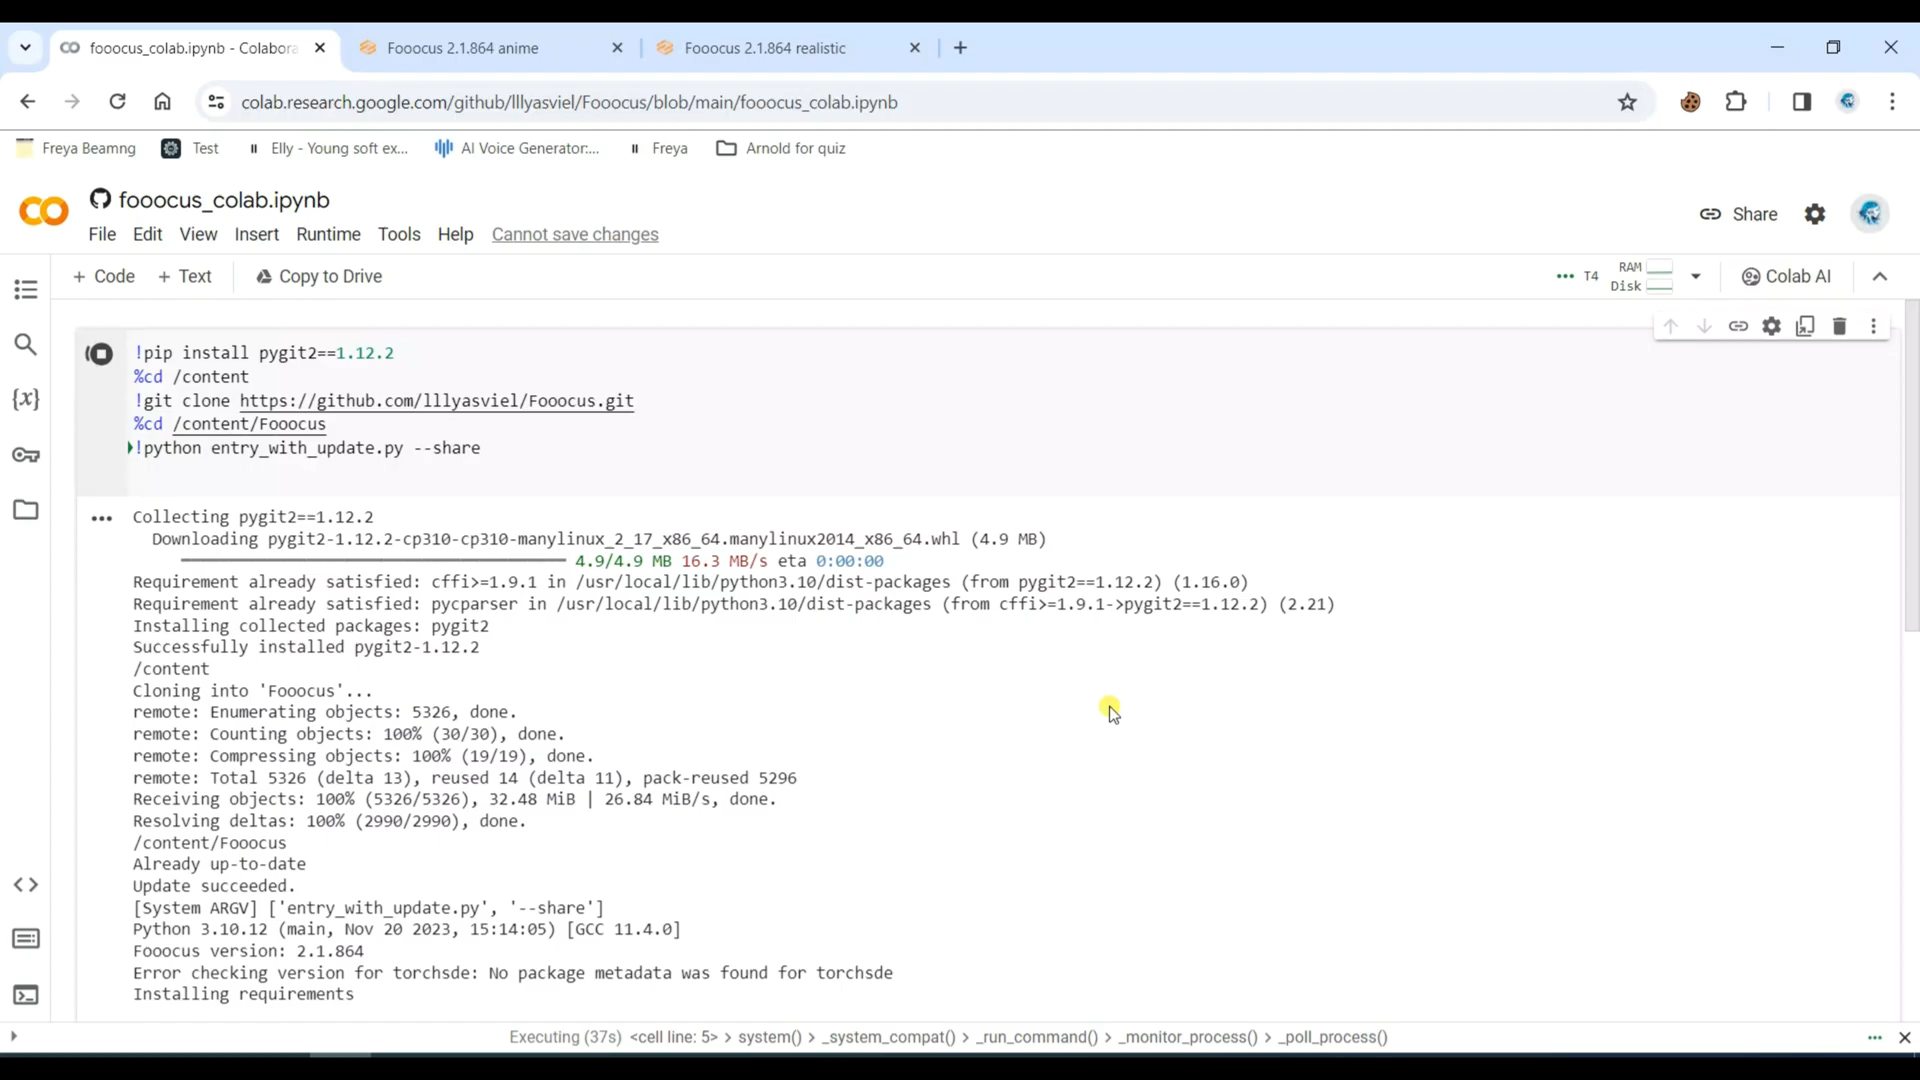 fooocus_colab.ipynb - Colabora
Fooocus 2.1.864 anime
Fooocus 2.1.864 realistic
colab.research.google.com/github/lllyasviel/Fooocus/blob/main/fooocus_colab.ipynb
Freya Beamng
Test
Elly - Young soft ex...
AI Voice Generator:...
Freya
Arnold for quiz
fooocus_colab.ipynb
Share
File Edit View Insert Runtime Tools Help Cannot save changes
+ Code + Text Copy to Drive
T4
RAM
Disk
Colab AI
!pip install pygit2==1.12.2
%cd /content
!git clone https://github.com/lllyasviel/Fooocus.git
%cd /content/Fooocus
!python entry_with_update.py --share
Collecting pygit2==1.12.2
Downloading pygit2-1.12.2-cp310-cp310-manylinux_2_17_x86_64.manylinux2014_x86_64.whl (4.9 MB)
4.9/4.9 MB 16.3 MB/s eta 0:00:00
Requirement already satisfied: cffi>=1.9.1 in /usr/local/lib/python3.10/dist-packages (from pygit2==1.12.2) (1.16.0)
Requirement already satisfied: pycparser in /usr/local/lib/python3.10/dist-packages (from cffi>=1.9.1->pygit2==1.12.2) (2.21)
Installing collected packages: pygit2
Successfully installed pygit2-1.12.2
/content
Cloning into 'Fooocus'...
remote: Enumerating objects: 5326, done.
remote: Counting objects: 100% (30/30), done.
remote: Compressing objects: 100% (19/19), done.
remote: Total 5326 (delta 13), reused 14 (delta 11), pack-reused 5296
Receiving objects: 100% (5326/5326), 32.48 MiB | 26.84 MiB/s, done.
Resolving deltas: 100% (2990/2990), done.
/content/Fooocus
Already up-to-date
Update succeeded.
[System ARGV] ['entry_with_update.py', '--share']
Python 3.10.12 (main, Nov 20 2023, 15:14:05) [GCC 11.4.0]
Fooocus version: 2.1.864
Error checking version for torchsde: No package metadata was found for torchsde
Installing requirements
Executing (37s) <cell line: 5> > system() > _system_compat() > _run_command() > _monitor_process() > _poll_process()